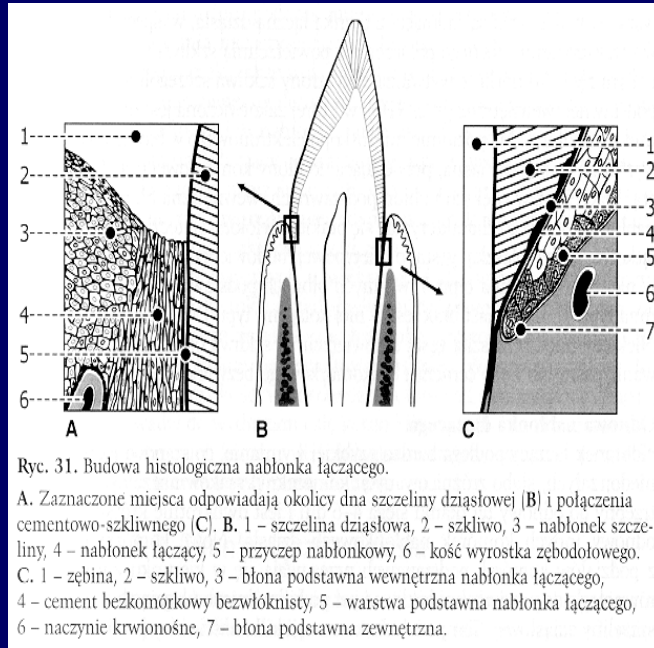 1
2
3
4
5
6
A
B
1
2
3
4
5
6
7
C
Ryc. 31. Budowa histologiczna nabłonka łączącego.
A. Zaznaczone miejsca odpowiadają okolicy dna szczeliny dziąsłowej (B) i połączenia
cementowo-szkliwnego (C). B. 1 – szczelina dziąsłowa, 2 – szkliwo, 3 – nabłonek szcze-
liny, 4 – nabłonek łączący, 5 – przyczep nabłonkowy, 6 – kość wyrostka zębodołowego.
C. 1 – zębina, 2 – szkliwo, 3 – błona podstawna wewnętrzna nabłonka łączącego,
4 – cement bezkomórkowy bezwłóknisty, 5 – warstwa podstawna nabłonka łączącego,
6 – naczynie krwionośne, 7 – błona podstawna zewnętrzna.